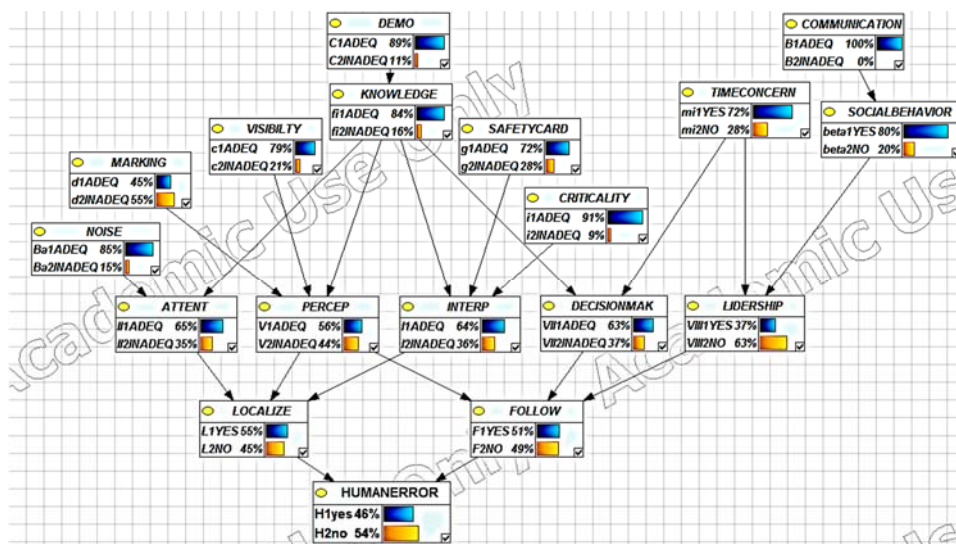 DEMO
C1ADEQ 89%
C2INADEQ 11%
COMMUNICATION
B1ADEQ 100%
B2INADEQ 0%
KNOWLEDGE
fi1ADEQ 84%
fi2INADEQ 16%
TIMECONCERN
mi1YES 72%
mi2NO 28%
SOCIALBEHAVIOR
beta1YES 80%
beta2NO 20%
VISIBILTY
c1ADEQ 79%
c2INADEQ 21%
SAFETYCARD
g1ADEQ 72%
g2INADEQ 28%
MARKING
d1ADEQ 45%
d2INADEQ 55%
CRITICALITY
i1ADEQ 91%
i2INADEQ 9%
NOISE
Ba1ADEQ 85%
Ba2INADEQ 15%
ATTENT
II1ADEQ 65%
II2INADEQ 35%
PERCEP
V1ADEQ 56%
V2INADEQ 44%
INTERP
I1ADEQ 64%
I2INADEQ 36%
DECISIONMAK
VII1ADEQ 63%
VII2INADEQ 37%
LIDERSHIP
VIII1YES 37%
VIII2NO 63%
LOCALIZE
L1YES 55%
L2NO 45%
FOLLOW
F1YES 51%
F2NO 49%
HUMANERROR
H1yes 46%
H2no 54%
Academic Use Only
Academic Us
Only